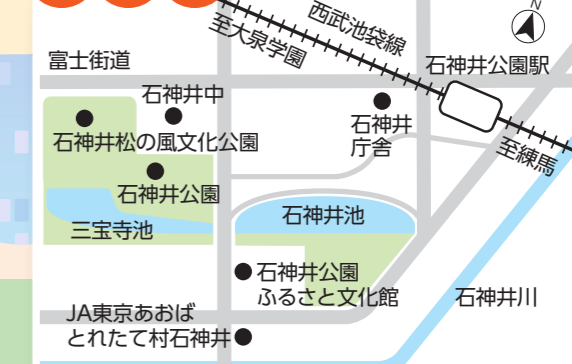 N
西武池袋線
至大泉学園
富士街道
石神井公園駅
石神井中
石神井
庁舎
石神井松の風文化公園
至練馬
石神井公園
石神井池
三宝寺池
石神井公園
ふるさと文化館
石神井川
JA東京あおば
とれたて村石神井